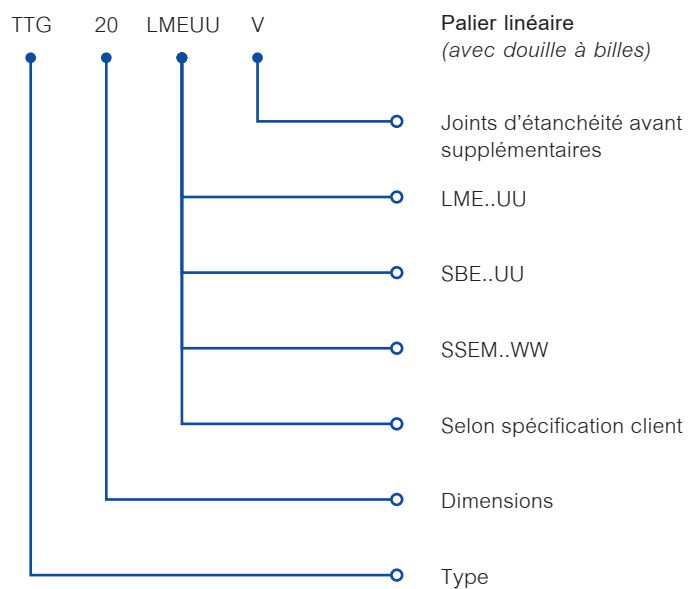 TTG 20 LMEUU V
Palier linéaire
(avec douille à billes)
Joints d’étanchéité avant
supplémentaires
LME..UU
SBE..UU
SSEM..WW
Selon spécification client
Dimensions
Type